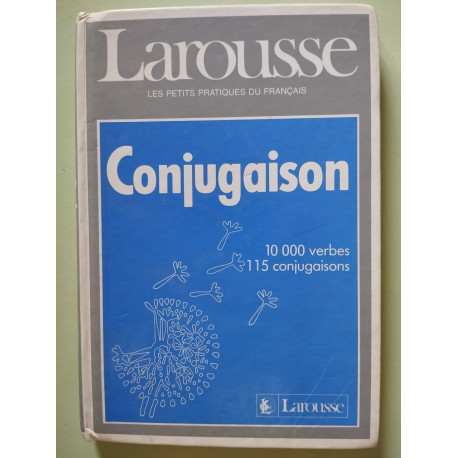 Larousse
LES PETITS PRATIQUES DU FRANÇAIS
Conjugaison
10 000 verbes
115 conjugaisons
Larousse